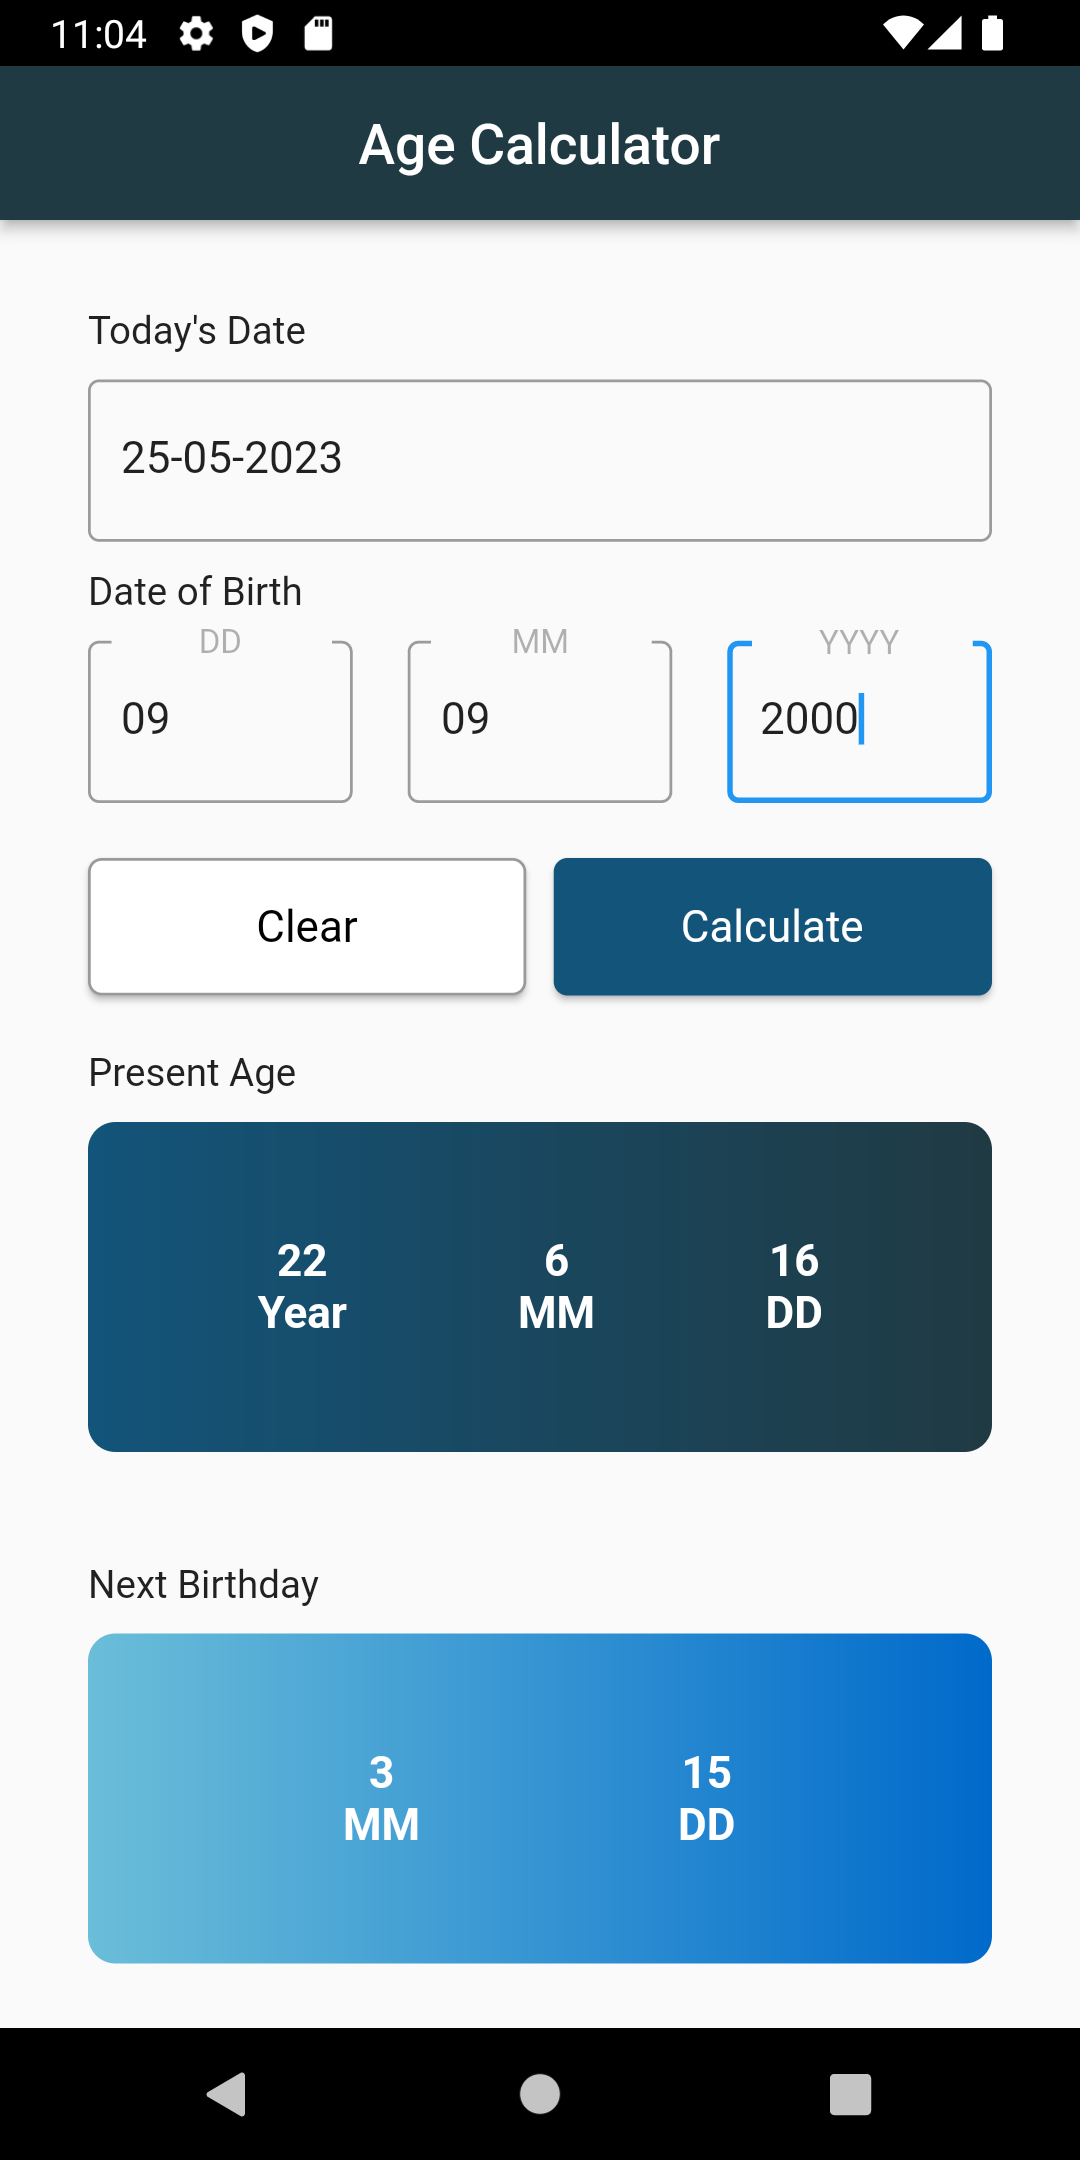 11:04
Age Calculator
Today's Date
25-05-2023
Date of Birth
DD MM YYYY
09 09 2000
Clear Calculate
Present Age
22 6 16
Year MM DD
Next Birthday
3 15
MM DD